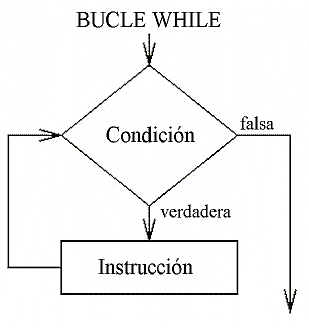 BUCLE WHILE
Condición
falsa
verdadera
Instrucción